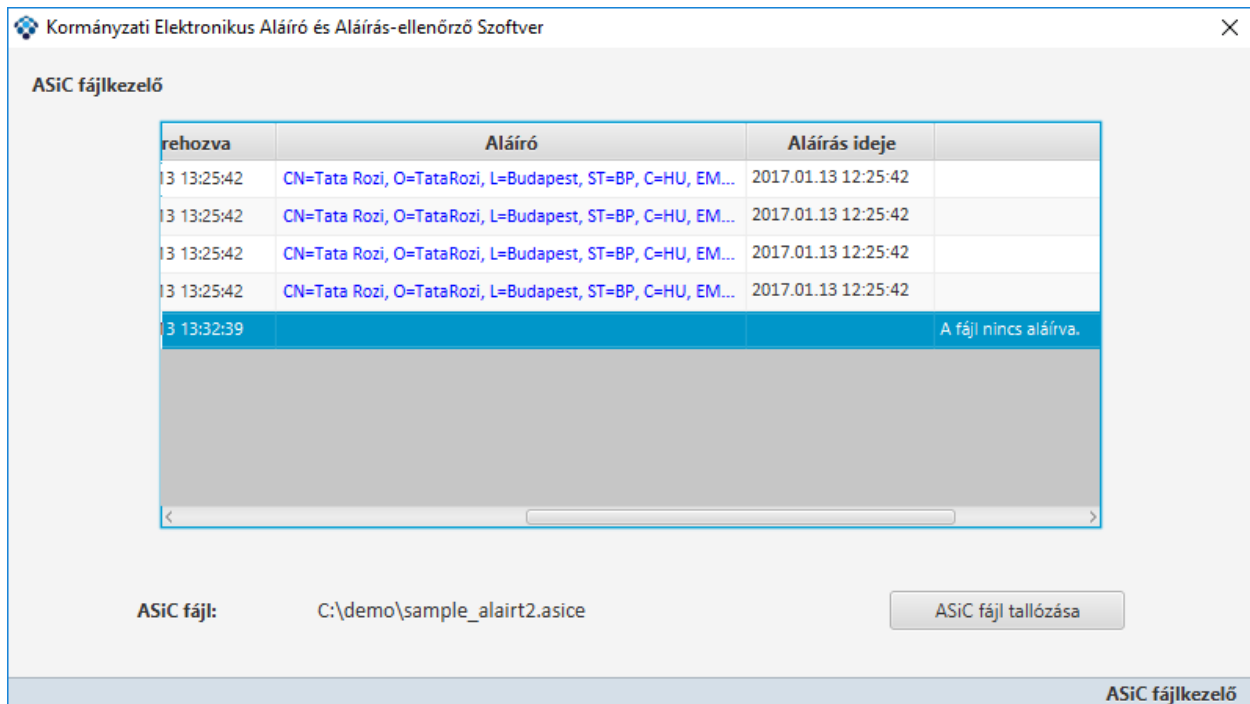 Kormányzati Elektronikus Aláíró és Aláírás-ellenőrző Szoftver
ASiC fájlkezelő
rehozva Aláíró Aláírás ideje
13 13:25:42 CN=Tata Rozi, O=TataRozi, L=Budapest, ST=BP, C=HU, EM... 2017.01.13 12:25:42
13 13:25:42 CN=Tata Rozi, O=TataRozi, L=Budapest, ST=BP, C=HU, EM... 2017.01.13 12:25:42
13 13:25:42 CN=Tata Rozi, O=TataRozi, L=Budapest, ST=BP, C=HU, EM... 2017.01.13 12:25:42
13 13:25:42 CN=Tata Rozi, O=TataRozi, L=Budapest, ST=BP, C=HU, EM... 2017.01.13 12:25:42
13 13:32:39 A fájl nincs aláírva.
ASiC fájl: C:\demo\sample_alairt2.asice ASiC fájl tallózása
ASiC fájlkezelő